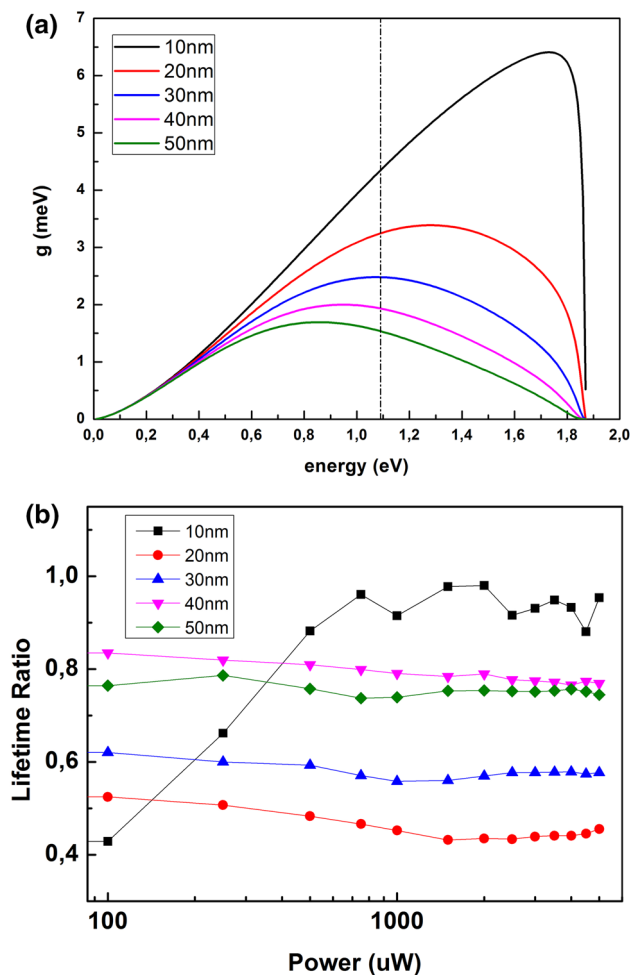 (a)
7
6
5
4
3
2
1
0
g (meV)
10nm
20nm
30nm
40nm
50nm
0,0 0,2 0,4 0,6 0,8 1,0 1,2 1,4 1,6 1,8 2,0
energy (eV)
(b)
1,0
0,8
0,6
0,4
Lifetime Ratio
10nm
20nm
30nm
40nm
50nm
100 1000
Power (uW)